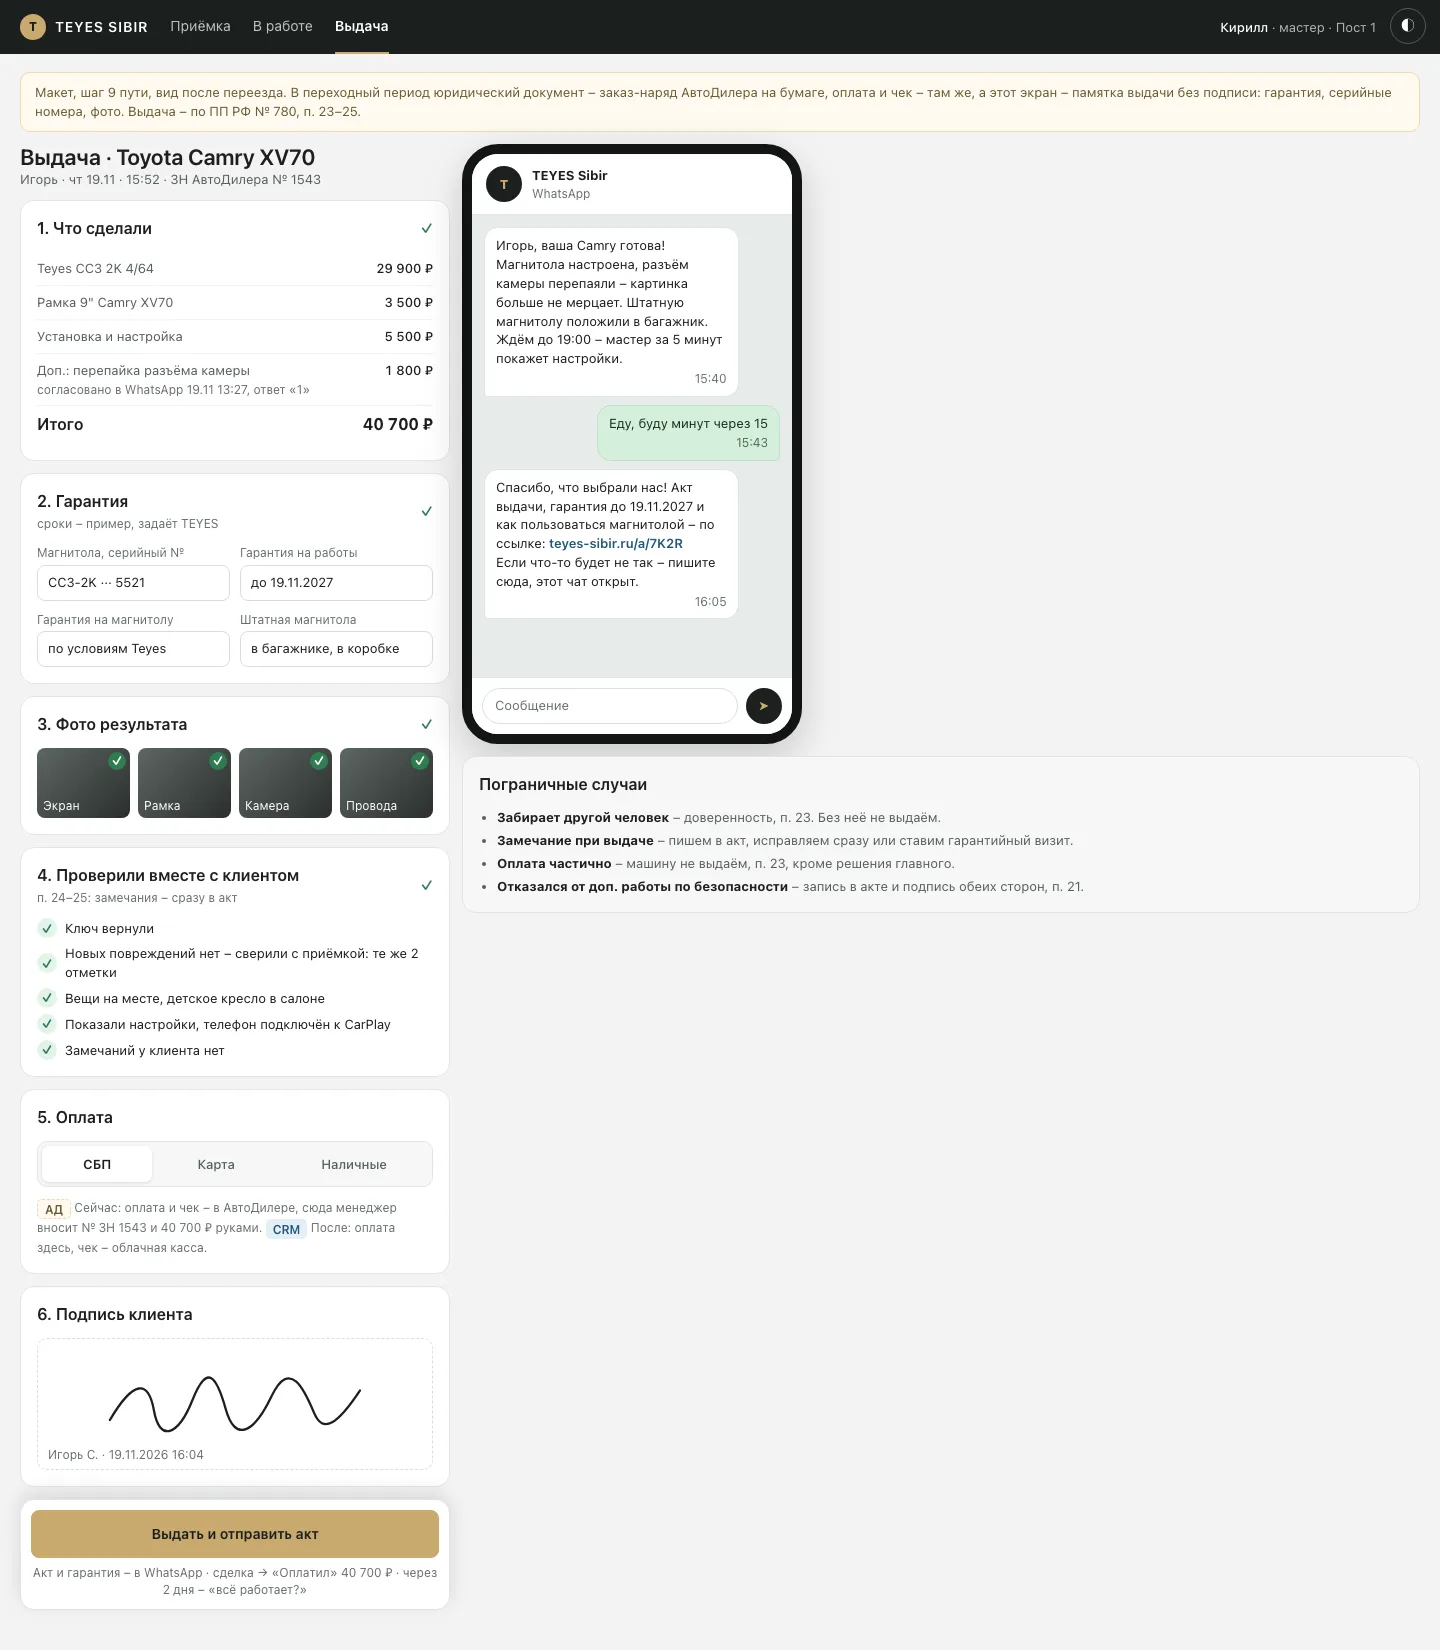 T TEYES SIBIR Приёмка В работе Выдача
Кирилл · мастер · Пост 1
Макет, шаг 9 пути, вид после переезда. В переходный период юридический документ – заказ-наряд АвтоДилера на бумаге, оплата и чек – там же, а этот экран – памятка выдачи без подписи: гарантия, серийные
номера, фото. Выдача – по ПП РФ № 780, п. 23–25.
Выдача · Toyota Camry XV70
Игорь · чт 19.11 · 15:52 · ЗН АвтоДилера № 1543
1. Что сделали
Teyes CC3 2K 4/64 29 900 ₽
Рамка 9" Camry XV70 3 500 ₽
Установка и настройка 5 500 ₽
Доп.: перепайка разъёма камеры 1 800 ₽
согласовано в WhatsApp 19.11 13:27, ответ «1»
Итого 40 700 ₽
2. Гарантия
сроки – пример, задаёт TEYES
Магнитола, серийный № Гарантия на работы
CC3-2K ··· 5521 до 19.11.2027
Гарантия на магнитолу Штатная магнитола
по условиям Teyes в багажнике, в коробке
3. Фото результата
Экран Рамка Камера Провода
4. Проверили вместе с клиентом
п. 24–25: замечания – сразу в акт
Ключ вернули
Новых повреждений нет – сверили с приёмкой: те же 2
отметки
Вещи на месте, детское кресло в салоне
Показали настройки, телефон подключён к CarPlay
Замечаний у клиента нет
5. Оплата
СБП Карта Наличные
АД Сейчас: оплата и чек – в АвтоДилере, сюда менеджер
вносит № ЗН 1543 и 40 700 ₽ руками. CRM После: оплата
здесь, чек – облачная касса.
6. Подпись клиента
Игорь С. · 19.11.2026 16:04
Выдать и отправить акт
Акт и гарантия – в WhatsApp · сделка → «Оплатил» 40 700 ₽ · через
2 дня – «всё работает?»
T TEYES Sibir
WhatsApp
Игорь, ваша Camry готова!
Магнитола настроена, разъём
камеры перепаяли – картинка
больше не мерцает. Штатную
магнитолу положили в багажник.
Ждём до 19:00 – мастер за 5 минут
покажет настройки.
15:40
Еду, буду минут через 15
15:43
Спасибо, что выбрали нас! Акт
выдачи, гарантия до 19.11.2027 и
как пользоваться магнитолой – по
ссылке: teyes-sibir.ru/a/7K2R
Если что-то будет не так – пишите
сюда, этот чат открыт.
16:05
Сообщение
Пограничные случаи
• Забирает другой человек – доверенность, п. 23. Без неё не выдаём.
• Замечание при выдаче – пишем в акт, исправляем сразу или ставим гарантийный визит.
• Оплата частично – машину не выдаём, п. 23, кроме решения главного.
• Отказался от доп. работы по безопасности – запись в акте и подпись обеих сторон, п. 21.